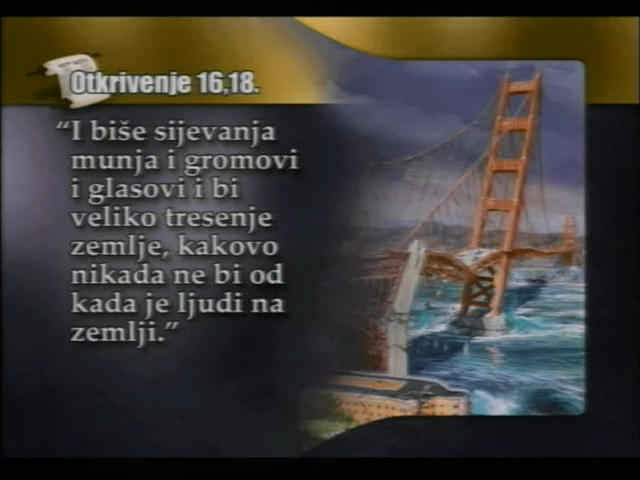 Otkrivenje 16,18.
“I biše sijevanja
munja i gromovi
i glasovi i bi
veliko tresenje
zemlje, kakovo
nikada ne bi od
kada je ljudi na
zemlji.”